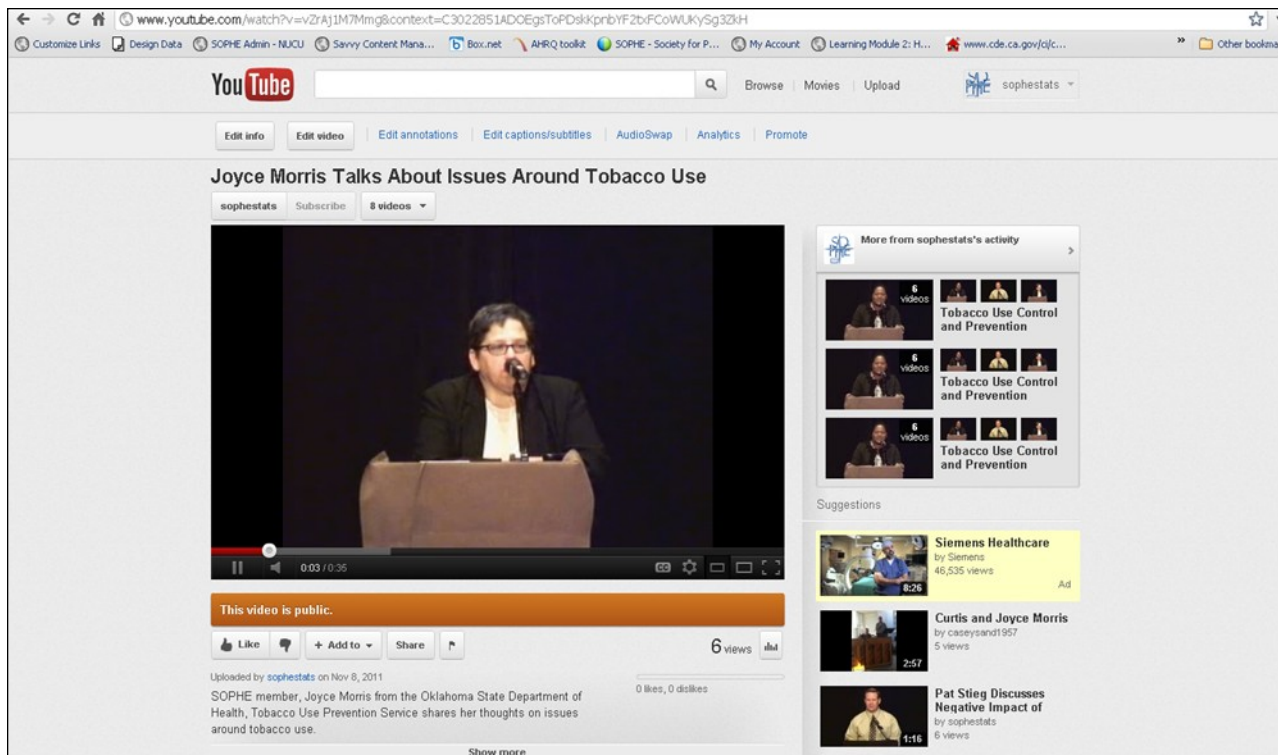 www.youtube.com/watch?v=vZrAj1M7Mmg&context=C3022851ADOEgsToPDskKpnbYF2txFCoWUKySg3ZkH
Customize Links Design Data SOPHE Admin - NUCU Savvy Content Mana... Box.net AHRQ toolkit SOPHE - Society for P... My Account Learning Module 2: H... www.cde.ca.gov/ci/c... » Other bookma
YouTube Browse Movies Upload sophestats
Edit info Edit video Edit annotations Edit captions/subtitles AudioSwap Analytics Promote
Joyce Morris Talks About Issues Around Tobacco Use
sophestats Subscribe 8 videos
0:03 / 0:35 CC
This video is public.
Like + Add to Share 6 views
Uploaded by sophestats on Nov 8, 2011
0 likes, 0 dislikes
SOPHE member, Joyce Morris from the Oklahoma State Department of
Health, Tobacco Use Prevention Service shares her thoughts on issues
around tobacco use.
Show more
More from sophestats's activity
6 videos
Tobacco Use Control
and Prevention
6 videos
Tobacco Use Control
and Prevention
6 videos
Tobacco Use Control
and Prevention
Suggestions
Siemens Healthcare
by Siemens
46,535 views
Ad
8:26
Curtis and Joyce Morris
by caseysand1957
5 views
2:57
Pat Stieg Discusses
Negative Impact of
by sophestats
6 views
1:16